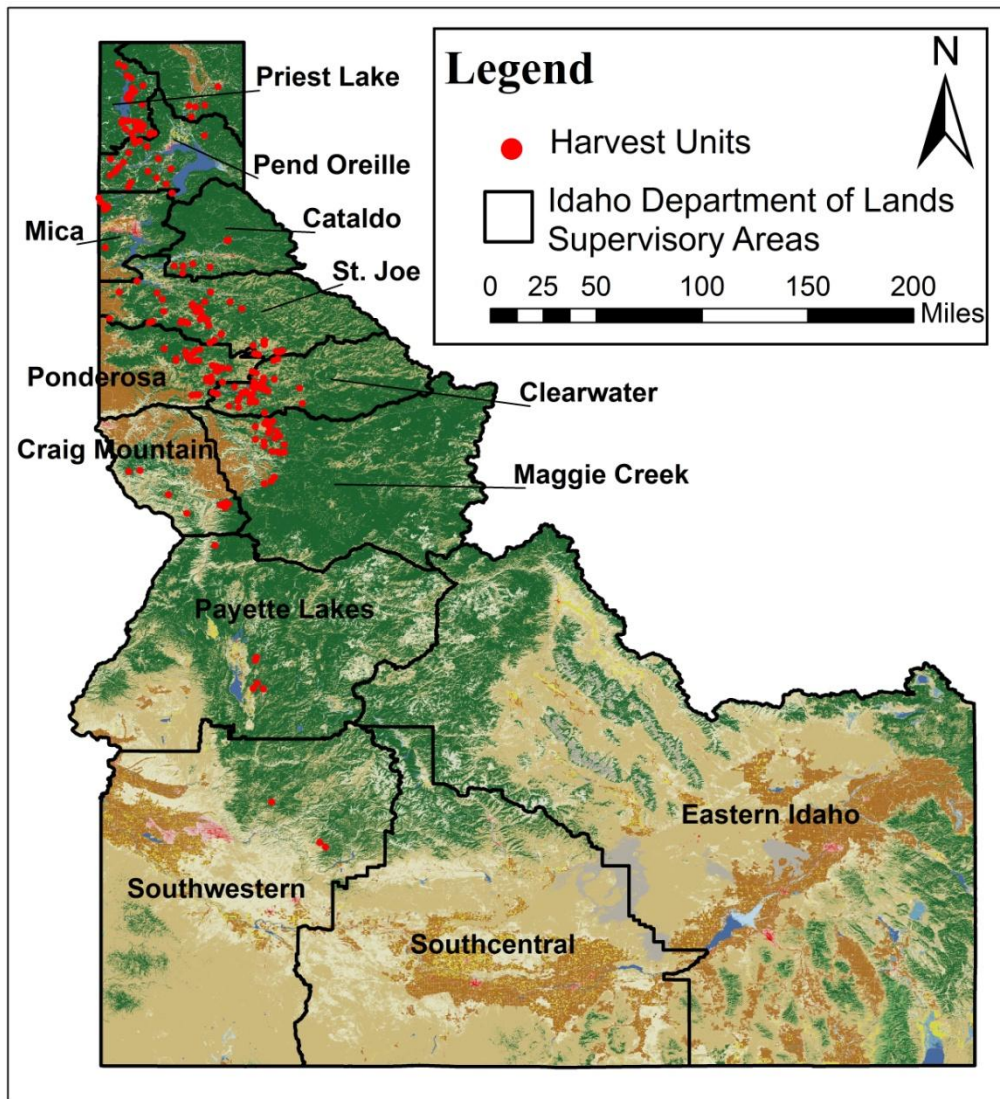 Legend
N
Harvest Units
Idaho Department of Lands
Supervisory Areas
0 25 50 100 150 200
Miles
Priest Lake
Pend Oreille
Cataldo
Mica
St. Joe
Ponderosa
Clearwater
Craig Mountain
Maggie Creek
Payette Lakes
Eastern Idaho
Southwestern
Southcentral